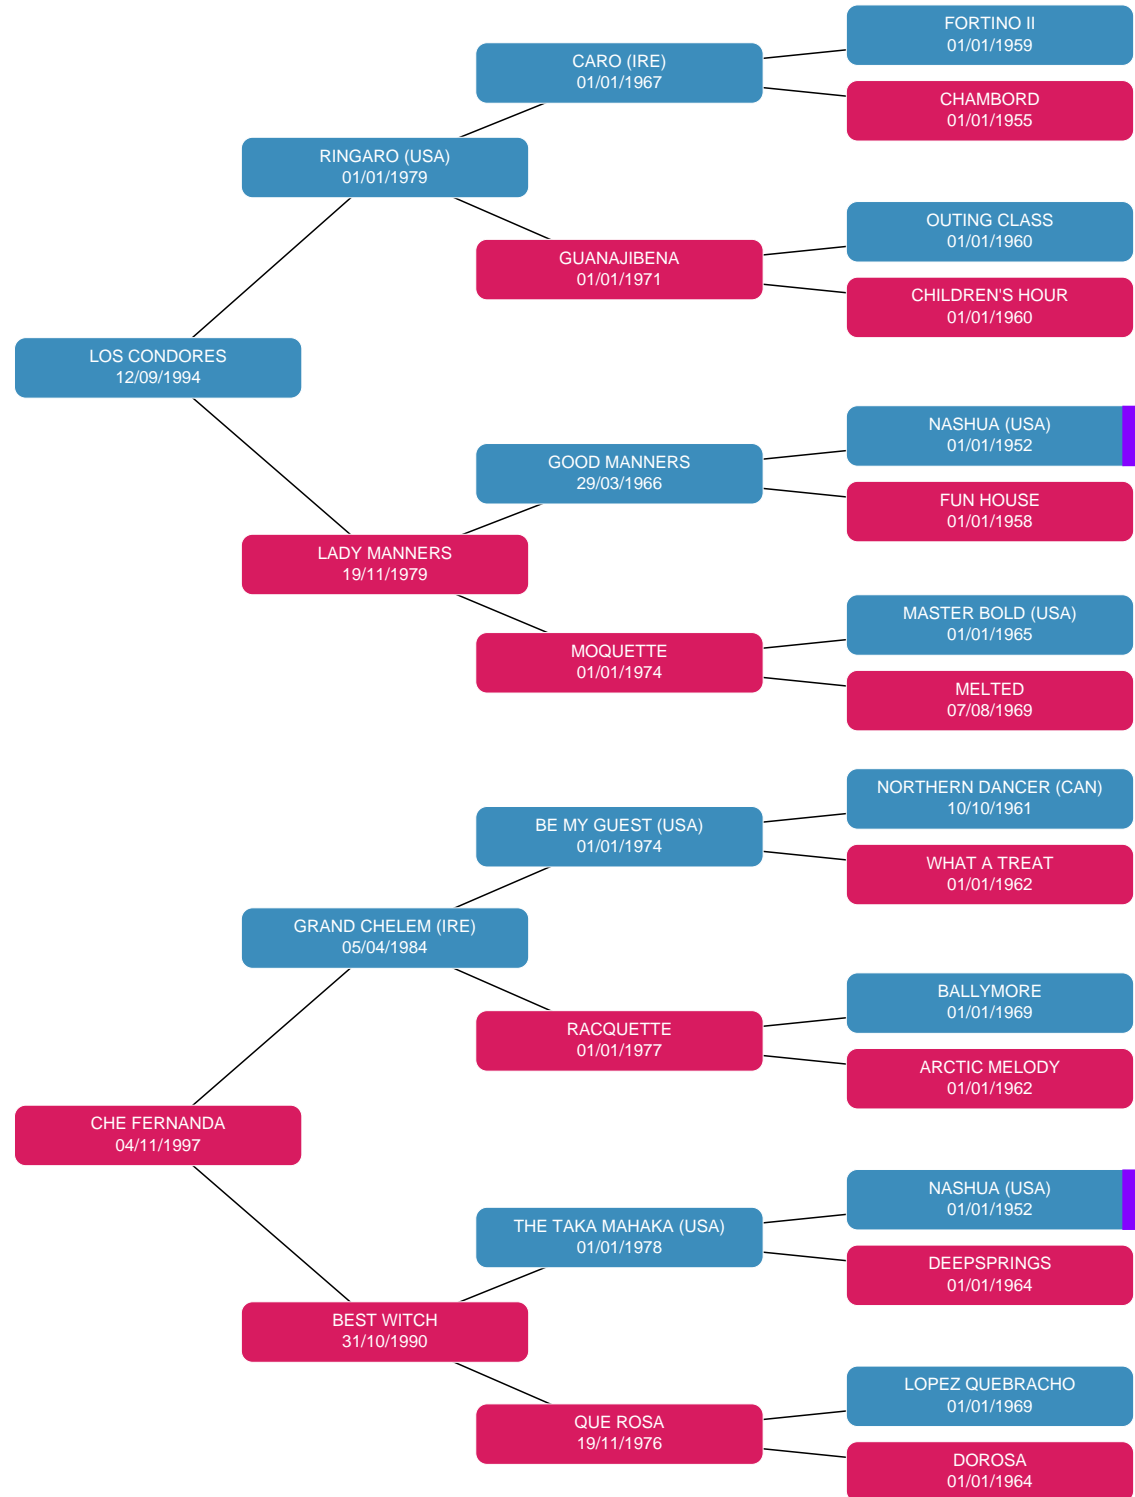 FORTINO II
01/01/1959
CARO (IRE)
01/01/1967
CHAMBORD
01/01/1955
RINGARO (USA)
01/01/1979
OUTING CLASS
01/01/1960
GUANAJIBENA
01/01/1971
CHILDREN'S HOUR
01/01/1960
LOS CONDORES
12/09/1994
NASHUA (USA)
01/01/1952
GOOD MANNERS
29/03/1966
FUN HOUSE
01/01/1958
LADY MANNERS
19/11/1979
MASTER BOLD (USA)
01/01/1965
MOQUETTE
01/01/1974
MELTED
07/08/1969
NORTHERN DANCER (CAN)
10/10/1961
BE MY GUEST (USA)
01/01/1974
WHAT A TREAT
01/01/1962
GRAND CHELEM (IRE)
05/04/1984
BALLYMORE
01/01/1969
RACQUETTE
01/01/1977
ARCTIC MELODY
01/01/1962
CHE FERNANDA
04/11/1997
NASHUA (USA)
01/01/1952
THE TAKA MAHAKA (USA)
01/01/1978
DEEPSPRINGS
01/01/1964
BEST WITCH
31/10/1990
LOPEZ QUEBRACHO
01/01/1969
QUE ROSA
19/11/1976
DOROSA
01/01/1964